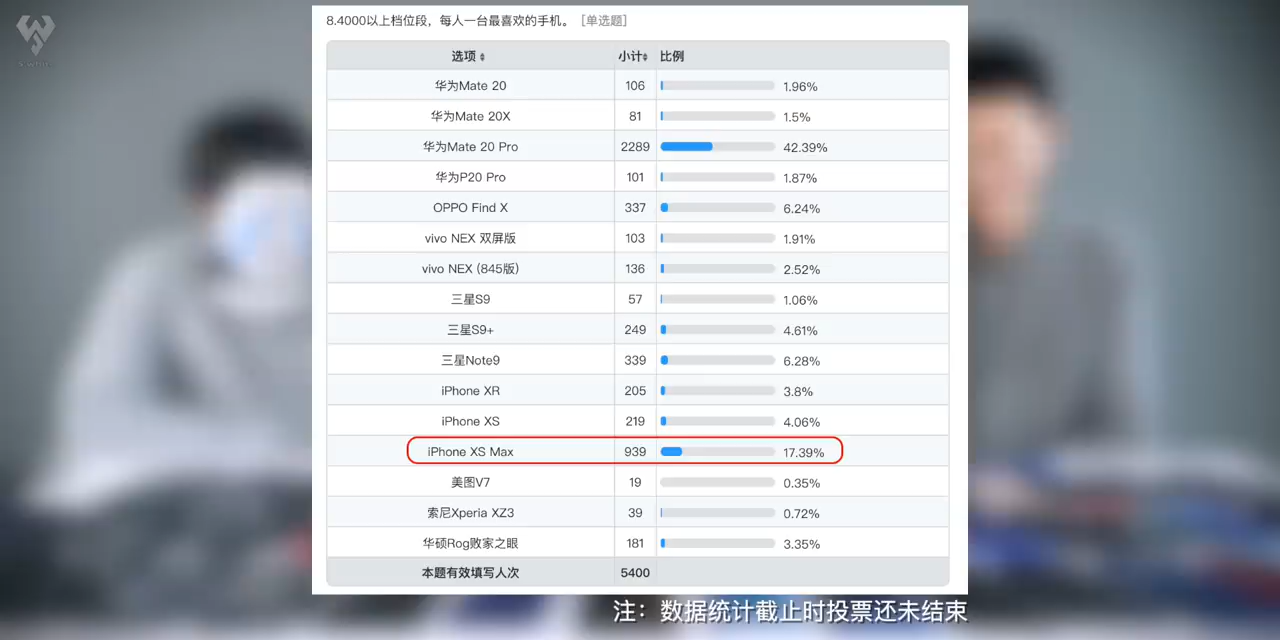 8.4000以上档位段，每人一台最喜欢的手机。 [单选题]
选项 小计 比例
华为Mate 20 106 1.96%
华为Mate 20X 81 1.5%
华为Mate 20 Pro 2289 42.39%
华为P20 Pro 101 1.87%
OPPO Find X 337 6.24%
vivo NEX 双屏版 103 1.91%
vivo NEX (845版) 136 2.52%
三星S9 57 1.06%
三星S9+ 249 4.61%
三星Note9 339 6.28%
iPhone XR 205 3.8%
iPhone XS 219 4.06%
iPhone XS Max 939 17.39%
美图V7 19 0.35%
索尼Xperia XZ3 39 0.72%
华硕Rog败家之眼 181 3.35%
本题有效填写人次 5400
注：数据统计截止时投票还未结束